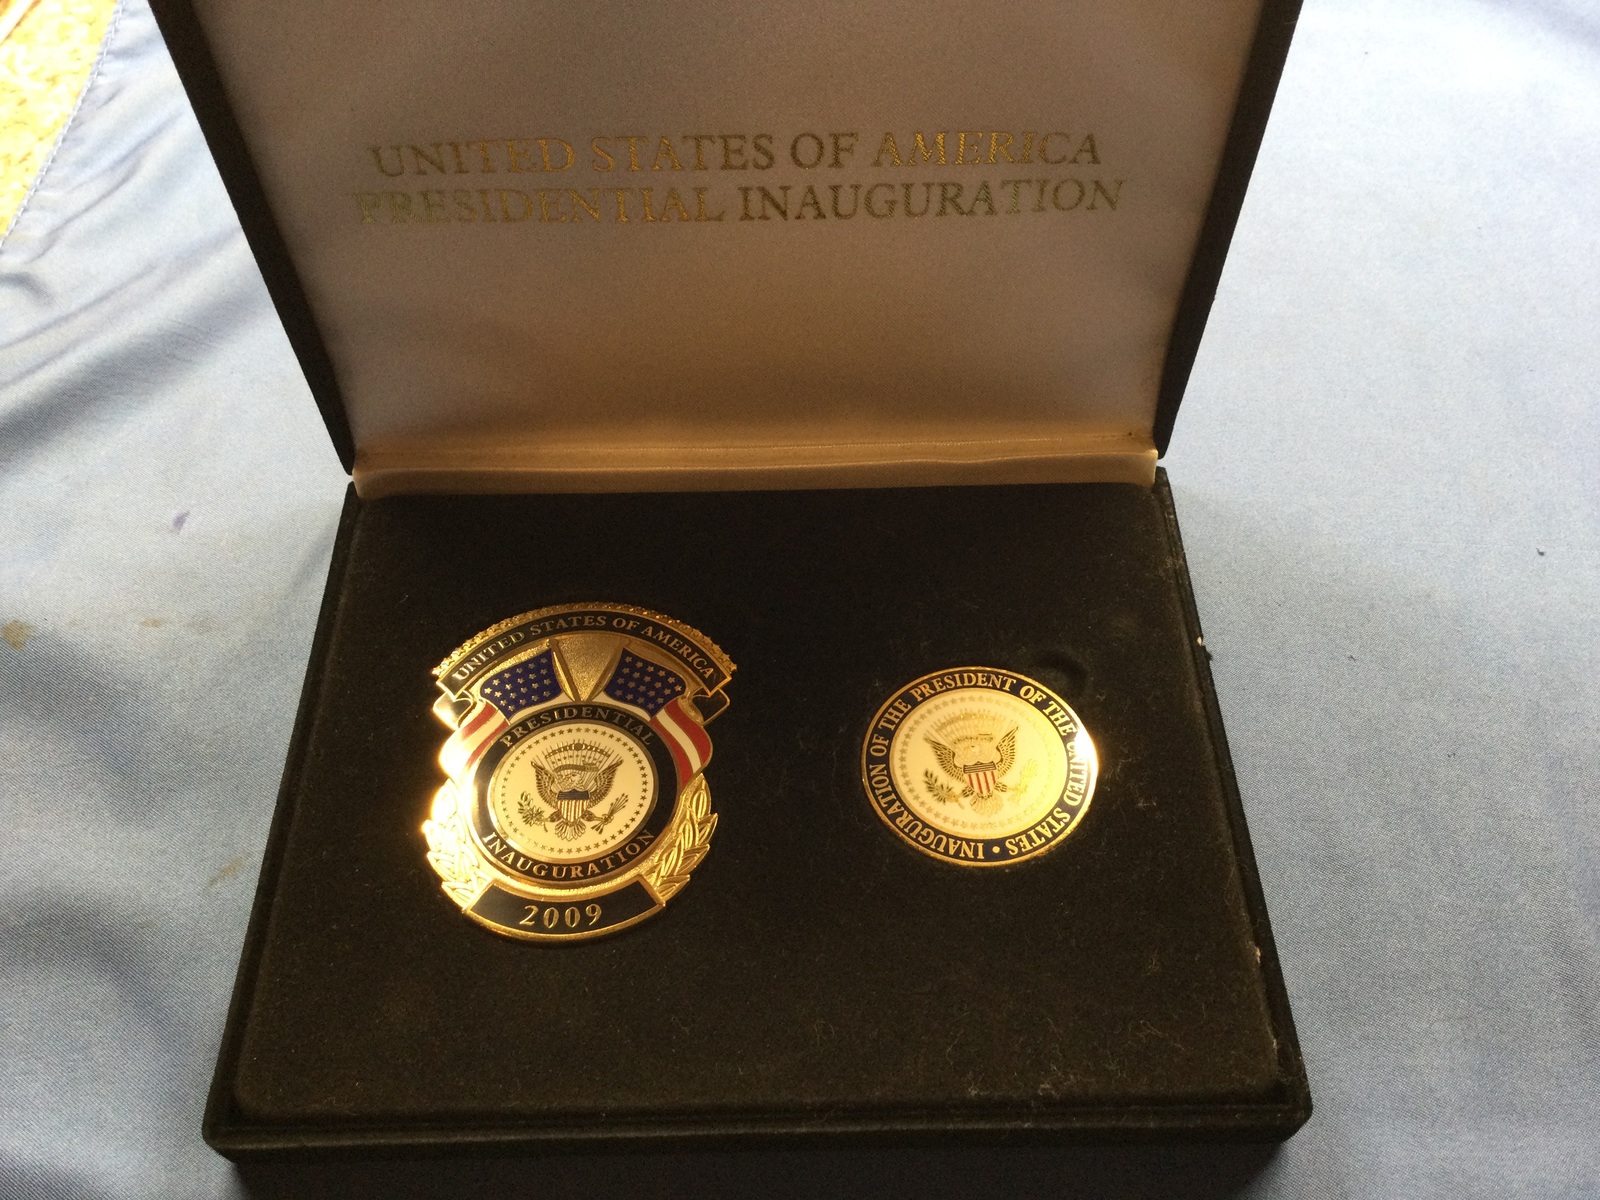 UNITED STATES OF AMERICA
PRESIDENTIAL INAUGURATION
UNITED STATES OF AMERICA
PRESIDENTIAL
INAUGURATION
2009
INAUGURATION OF THE PRESIDENT OF THE UNITED STATES •